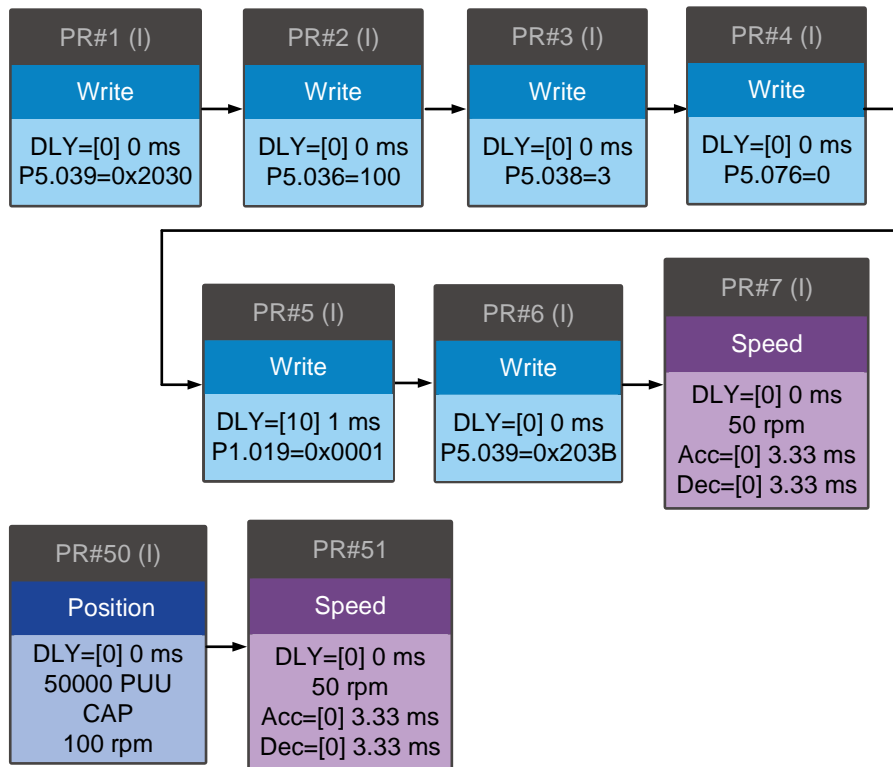 PR#1 (I)
Write
DLY=[0] 0 ms
P5.039=0x2030
PR#2 (I)
Write
DLY=[0] 0 ms
P5.036=100
PR#3 (I)
Write
DLY=[0] 0 ms
P5.038=3
PR#4 (I)
Write
DLY=[0] 0 ms
P5.076=0
PR#5 (I)
Write
DLY=[10] 1 ms
P1.019=0x0001
PR#6 (I)
Write
DLY=[0] 0 ms
P5.039=0x203B
PR#7 (I)
Speed
DLY=[0] 0 ms
50 rpm
Acc=[0] 3.33 ms
Dec=[0] 3.33 ms
PR#50 (I)
Position
DLY=[0] 0 ms
50000 PUU
CAP
100 rpm
PR#51
Speed
DLY=[0] 0 ms
50 rpm
Acc=[0] 3.33 ms
Dec=[0] 3.33 ms